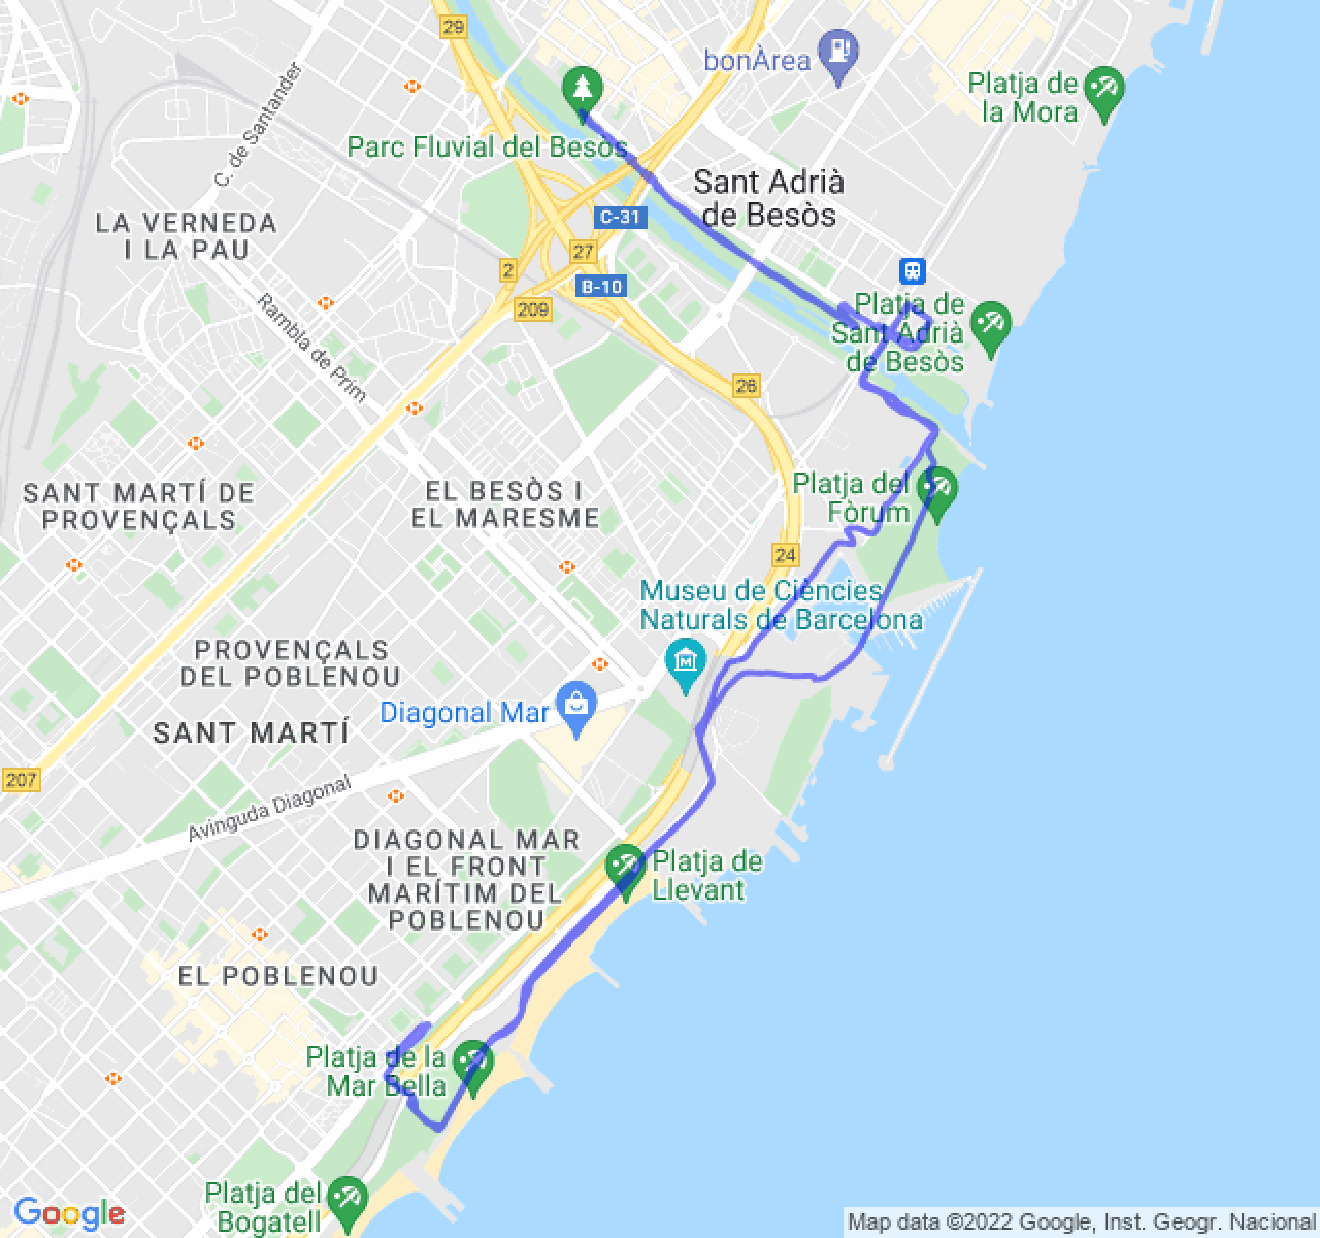 29
bonÀrea
Platja de
la Mora
C. de Santander
Parc Fluvial del Besòs
Sant Adrià
de Besòs
LA VERNEDA
I LA PAU
C-31
27
2
B-10
209
Rambla de Prim
Platja de
Sant Adrià
de Besòs
26
SANT MARTÍ DE
PROVENÇALS
EL BESÒS I
EL MARESME
Platja del
Fòrum
24
Museu de Ciències
Naturals de Barcelona
PROVENÇALS
DEL POBLENOU
Diagonal Mar
SANT MARTÍ
207
Avinguda Diagonal
DIAGONAL MAR
I EL FRONT
MARÍTIM DEL
POBLENOU
Platja de
Llevant
EL POBLENOU
Platja de la
Mar Bella
Platja del
Bogatell
Google
Map data ©2022 Google, Inst. Geogr. Nacional